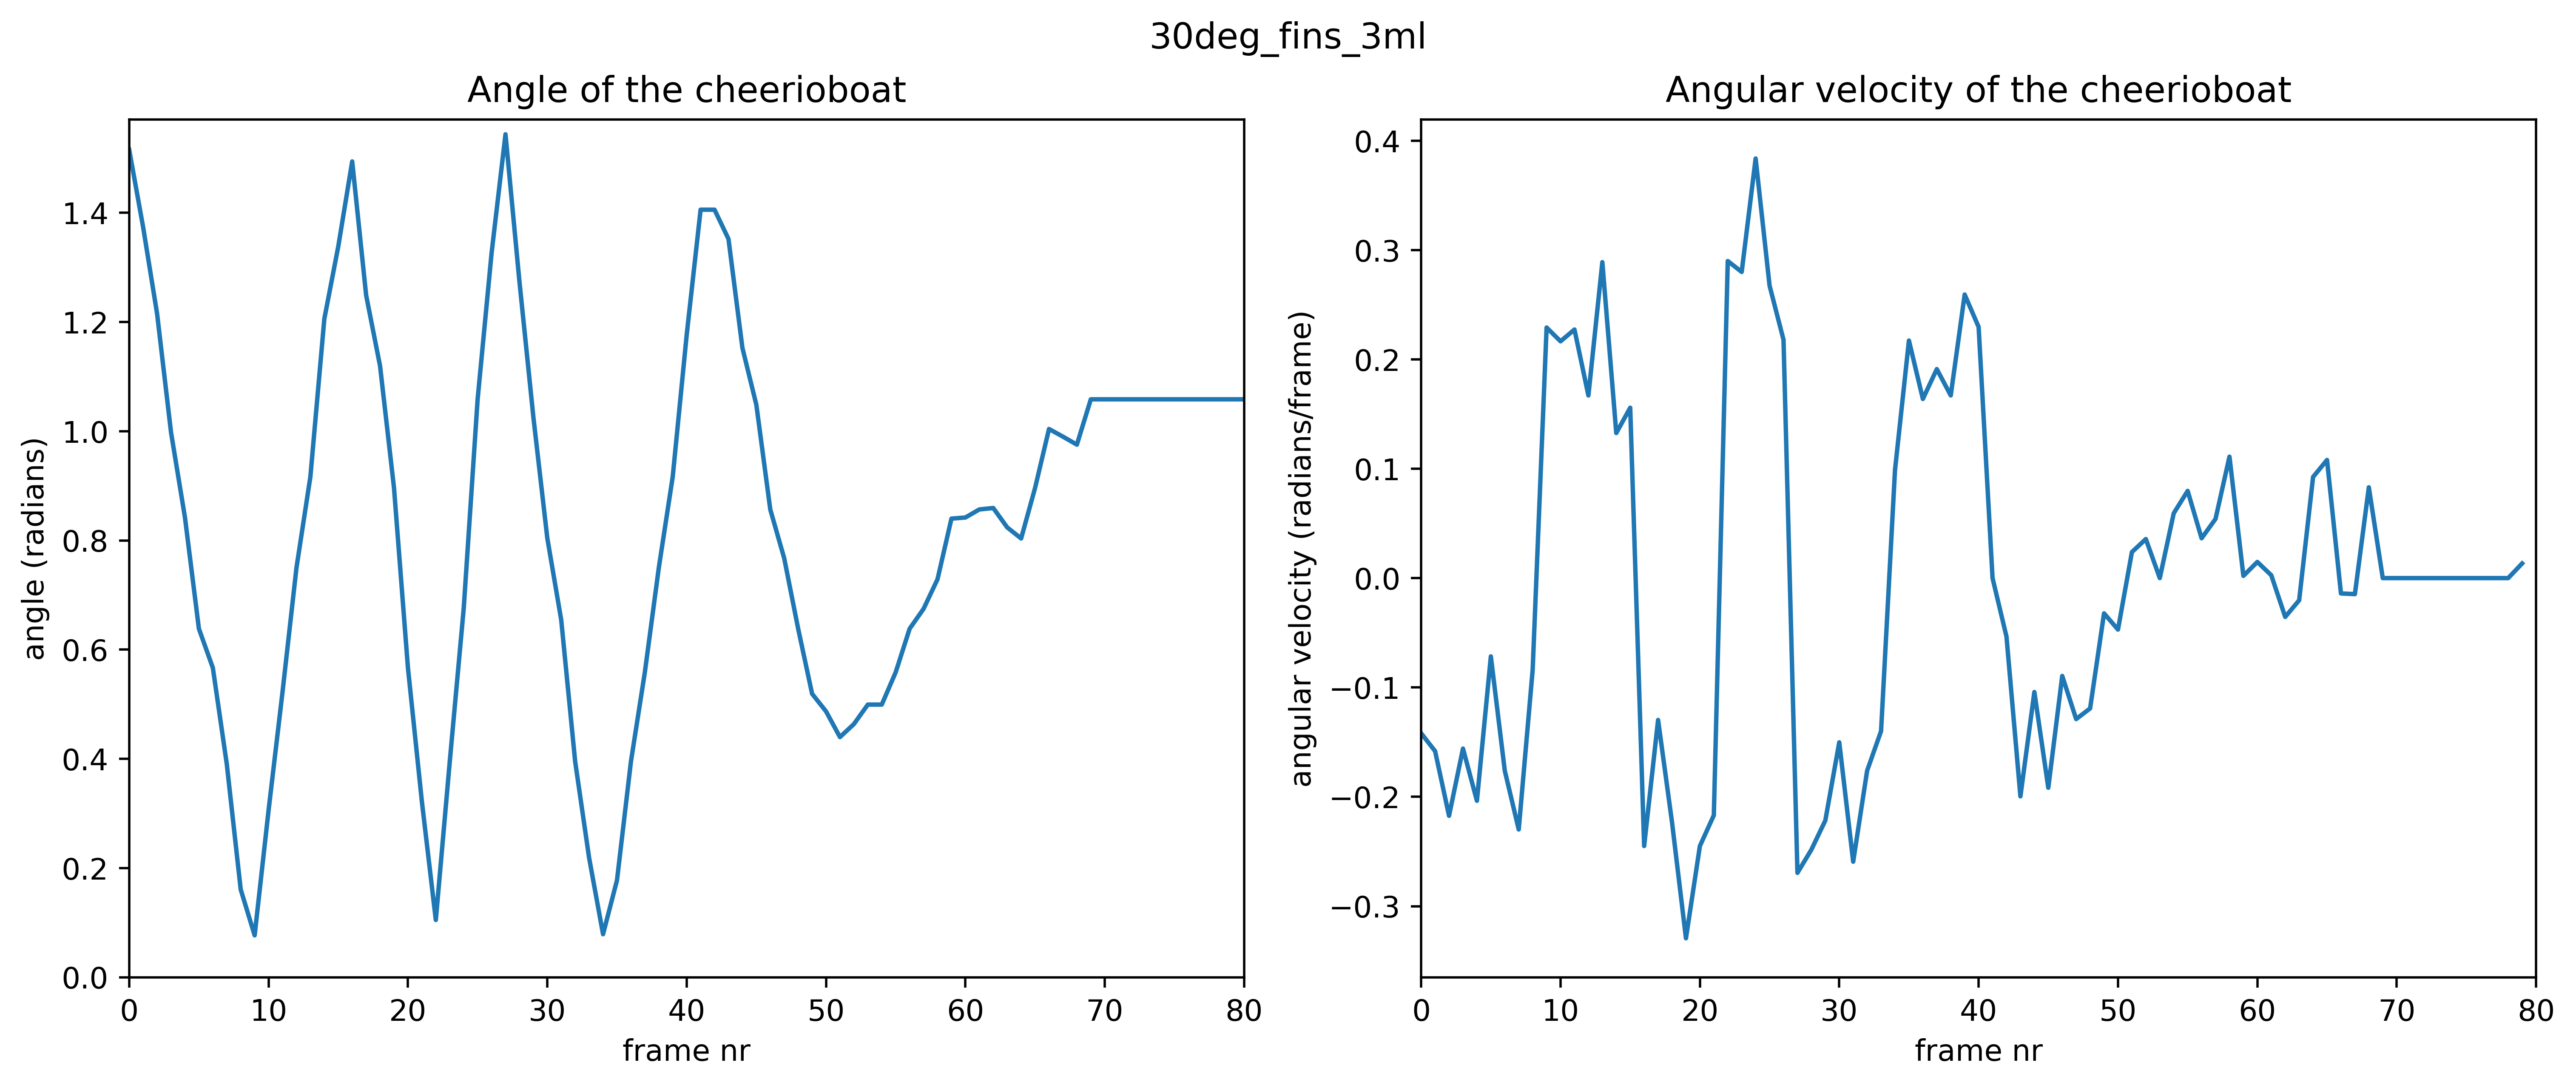 30deg_fins_3ml
Angle of the cheerioboat
angle (radians)
1.4
1.2
1.0
0.8
0.6
0.4
0.2
0.0
0 10 20 30 40 50 60 70 80
frame nr
Angular velocity of the cheerioboat
angular velocity (radians/frame)
0.4
0.3
0.2
0.1
0.0
−0.1
−0.2
−0.3
0 10 20 30 40 50 60 70 80
frame nr